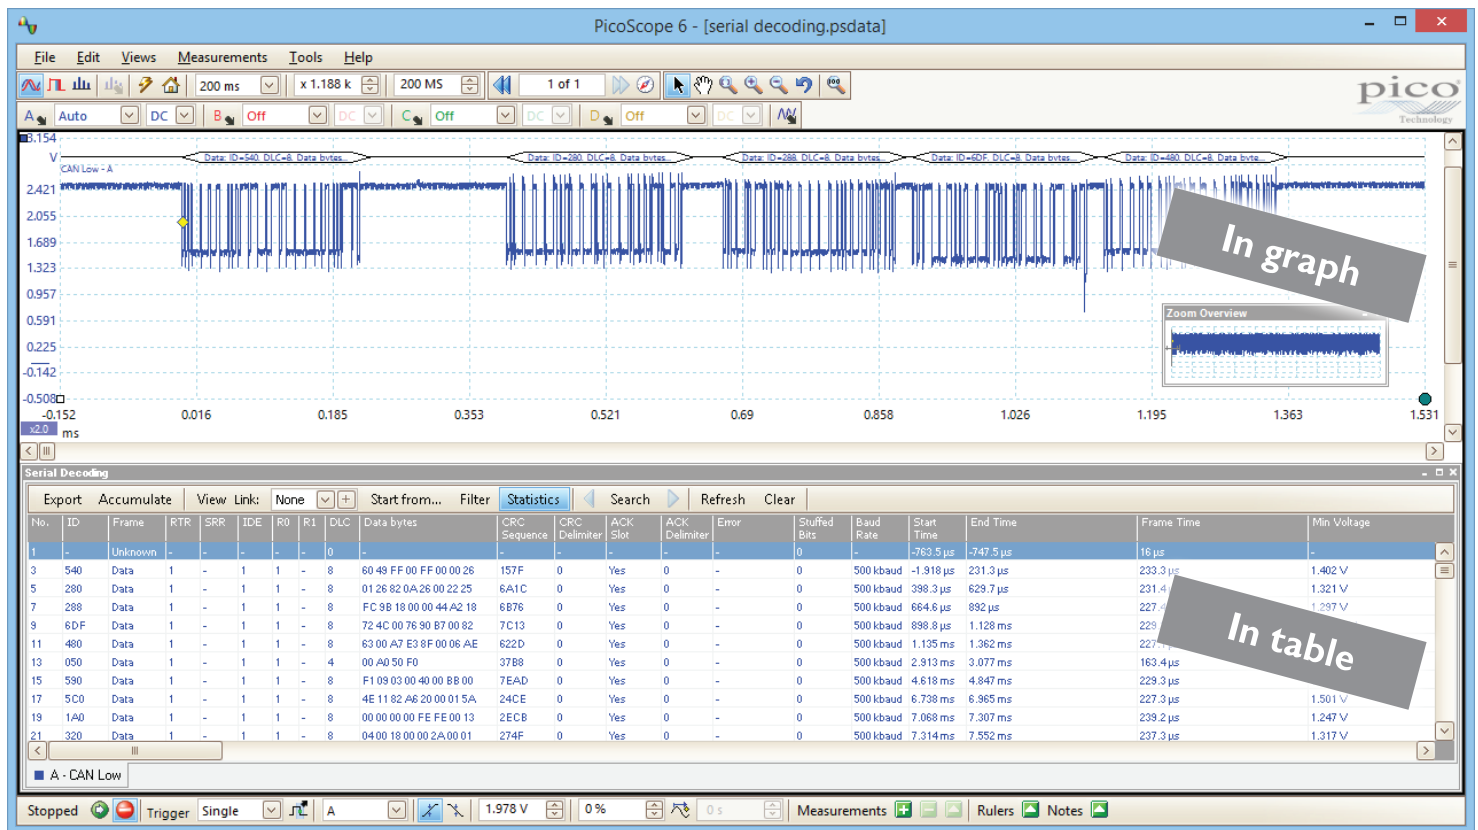 PicoScope 6 - [serial decoding.psdata]
File Edit Views Measurements Tools Help
200 ms x 1.188 k 200 MS 1 of 1
pico
Technology
A Auto DC B Off DC C Off DC D Off DC
3.154
V Data: ID=540, DLC=8, Data bytes... Data: ID=280, DLC=8, Data bytes... Data: ID=288, DLC=8, Data bytes... Data: ID=6DF, DLC=8, Data bytes... Data: ID=480, DLC=8, Data byte...
CAN Low - A
2.421
2.055
1.689
1.323
0.957
0.591
0.225
-0.142
-0.508
In graph
Zoom Overview
-0.152 0.016 0.185 0.353 0.521 0.69 0.858 1.026 1.195 1.363 1.531
x2.0 ms
Serial Decoding
Export Accumulate View Link: None Start from... Filter Statistics Search Refresh Clear
No. ID Frame RTR SRR IDE R0 R1 DLC Data bytes CRC Sequence CRC Delimiter ACK Slot ACK Delimiter Error Stuffed Bits Baud Rate Start Time End Time Frame Time Min Voltage
1 - Unknown - - - - - 0 - - - - - - 0 - -763.5 µs -747.5 µs 16 µs -
3 540 Data 1 - 1 1 - 8 60 49 FF 00 FF 00 00 26 157F 0 Yes 0 - 0 500 kbaud -1.918 µs 231.3 µs 233.3 µs 1.402 V
5 280 Data 1 - 1 1 - 8 01 26 82 0A 26 00 22 25 6A1C 0 Yes 0 - 0 500 kbaud 398.3 µs 629.7 µs 231.4 1.321 V
7 288 Data 1 - 1 1 - 8 FC 9B 18 00 00 44 A2 18 6B76 0 Yes 0 - 0 500 kbaud 664.6 µs 892 µs 227. 1.297 V
9 6DF Data 1 - 1 1 - 8 72 4C 00 76 90 B7 00 82 7C13 0 Yes 0 - 0 500 kbaud 898.8 µs 1.128 ms 229
11 480 Data 1 - 1 1 - 8 63 00 A7 E3 8F 00 06 AE 622D 0 Yes 0 - 0 500 kbaud 1.135 ms 1.362 ms 227.
13 050 Data 1 - 1 1 - 4 00 A0 50 F0 37B8 0 Yes 0 - 0 500 kbaud 2.913 ms 3.077 ms 163.4 µs
15 590 Data 1 - 1 1 - 8 F1 09 03 00 40 00 BB 00 7EAD 0 Yes 0 - 0 500 kbaud 4.618 ms 4.847 ms 229.3 µs
17 5C0 Data 1 - 1 1 - 8 4E 11 82 A6 20 00 01 5A 24CE 0 Yes 0 - 0 500 kbaud 6.738 ms 6.965 ms 227.3 µs 1.501 V
19 1A0 Data 1 - 1 1 - 8 00 00 00 00 FE FE 00 13 2ECB 0 Yes 0 - 0 500 kbaud 7.068 ms 7.307 ms 239.2 µs 1.247 V
21 320 Data 1 - 1 1 - 8 04 00 18 00 00 2A 00 01 274F 0 Yes 0 - 0 500 kbaud 7.314 ms 7.552 ms 237.3 µs 1.317 V
In table
A - CAN Low
Stopped Trigger Single A 1.978 V 0 % 0 s Measurements Rulers Notes